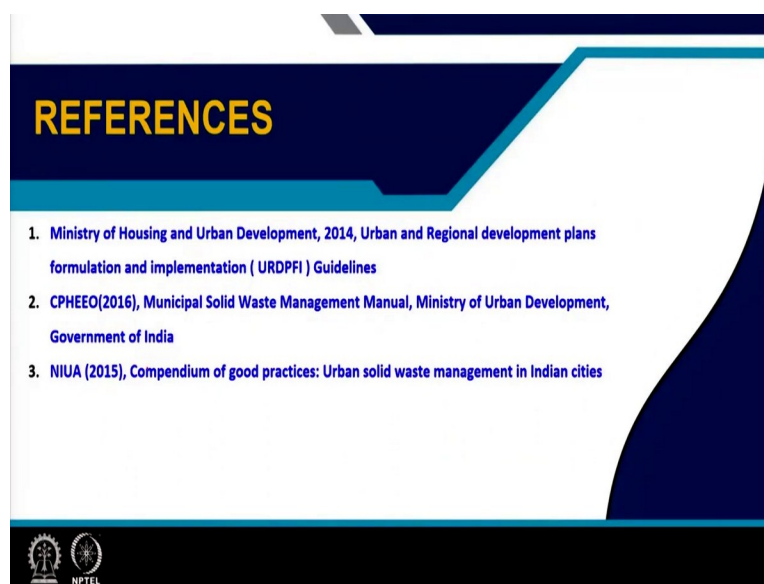 REFERENCES
1. Ministry of Housing and Urban Development, 2014, Urban and Regional development plans
formulation and implementation ( URDPFI ) Guidelines
2. CPHEEO(2016), Municipal Solid Waste Management Manual, Ministry of Urban Development,
Government of India
3. NIUA (2015), Compendium of good practices: Urban solid waste management in Indian cities
NPTEL